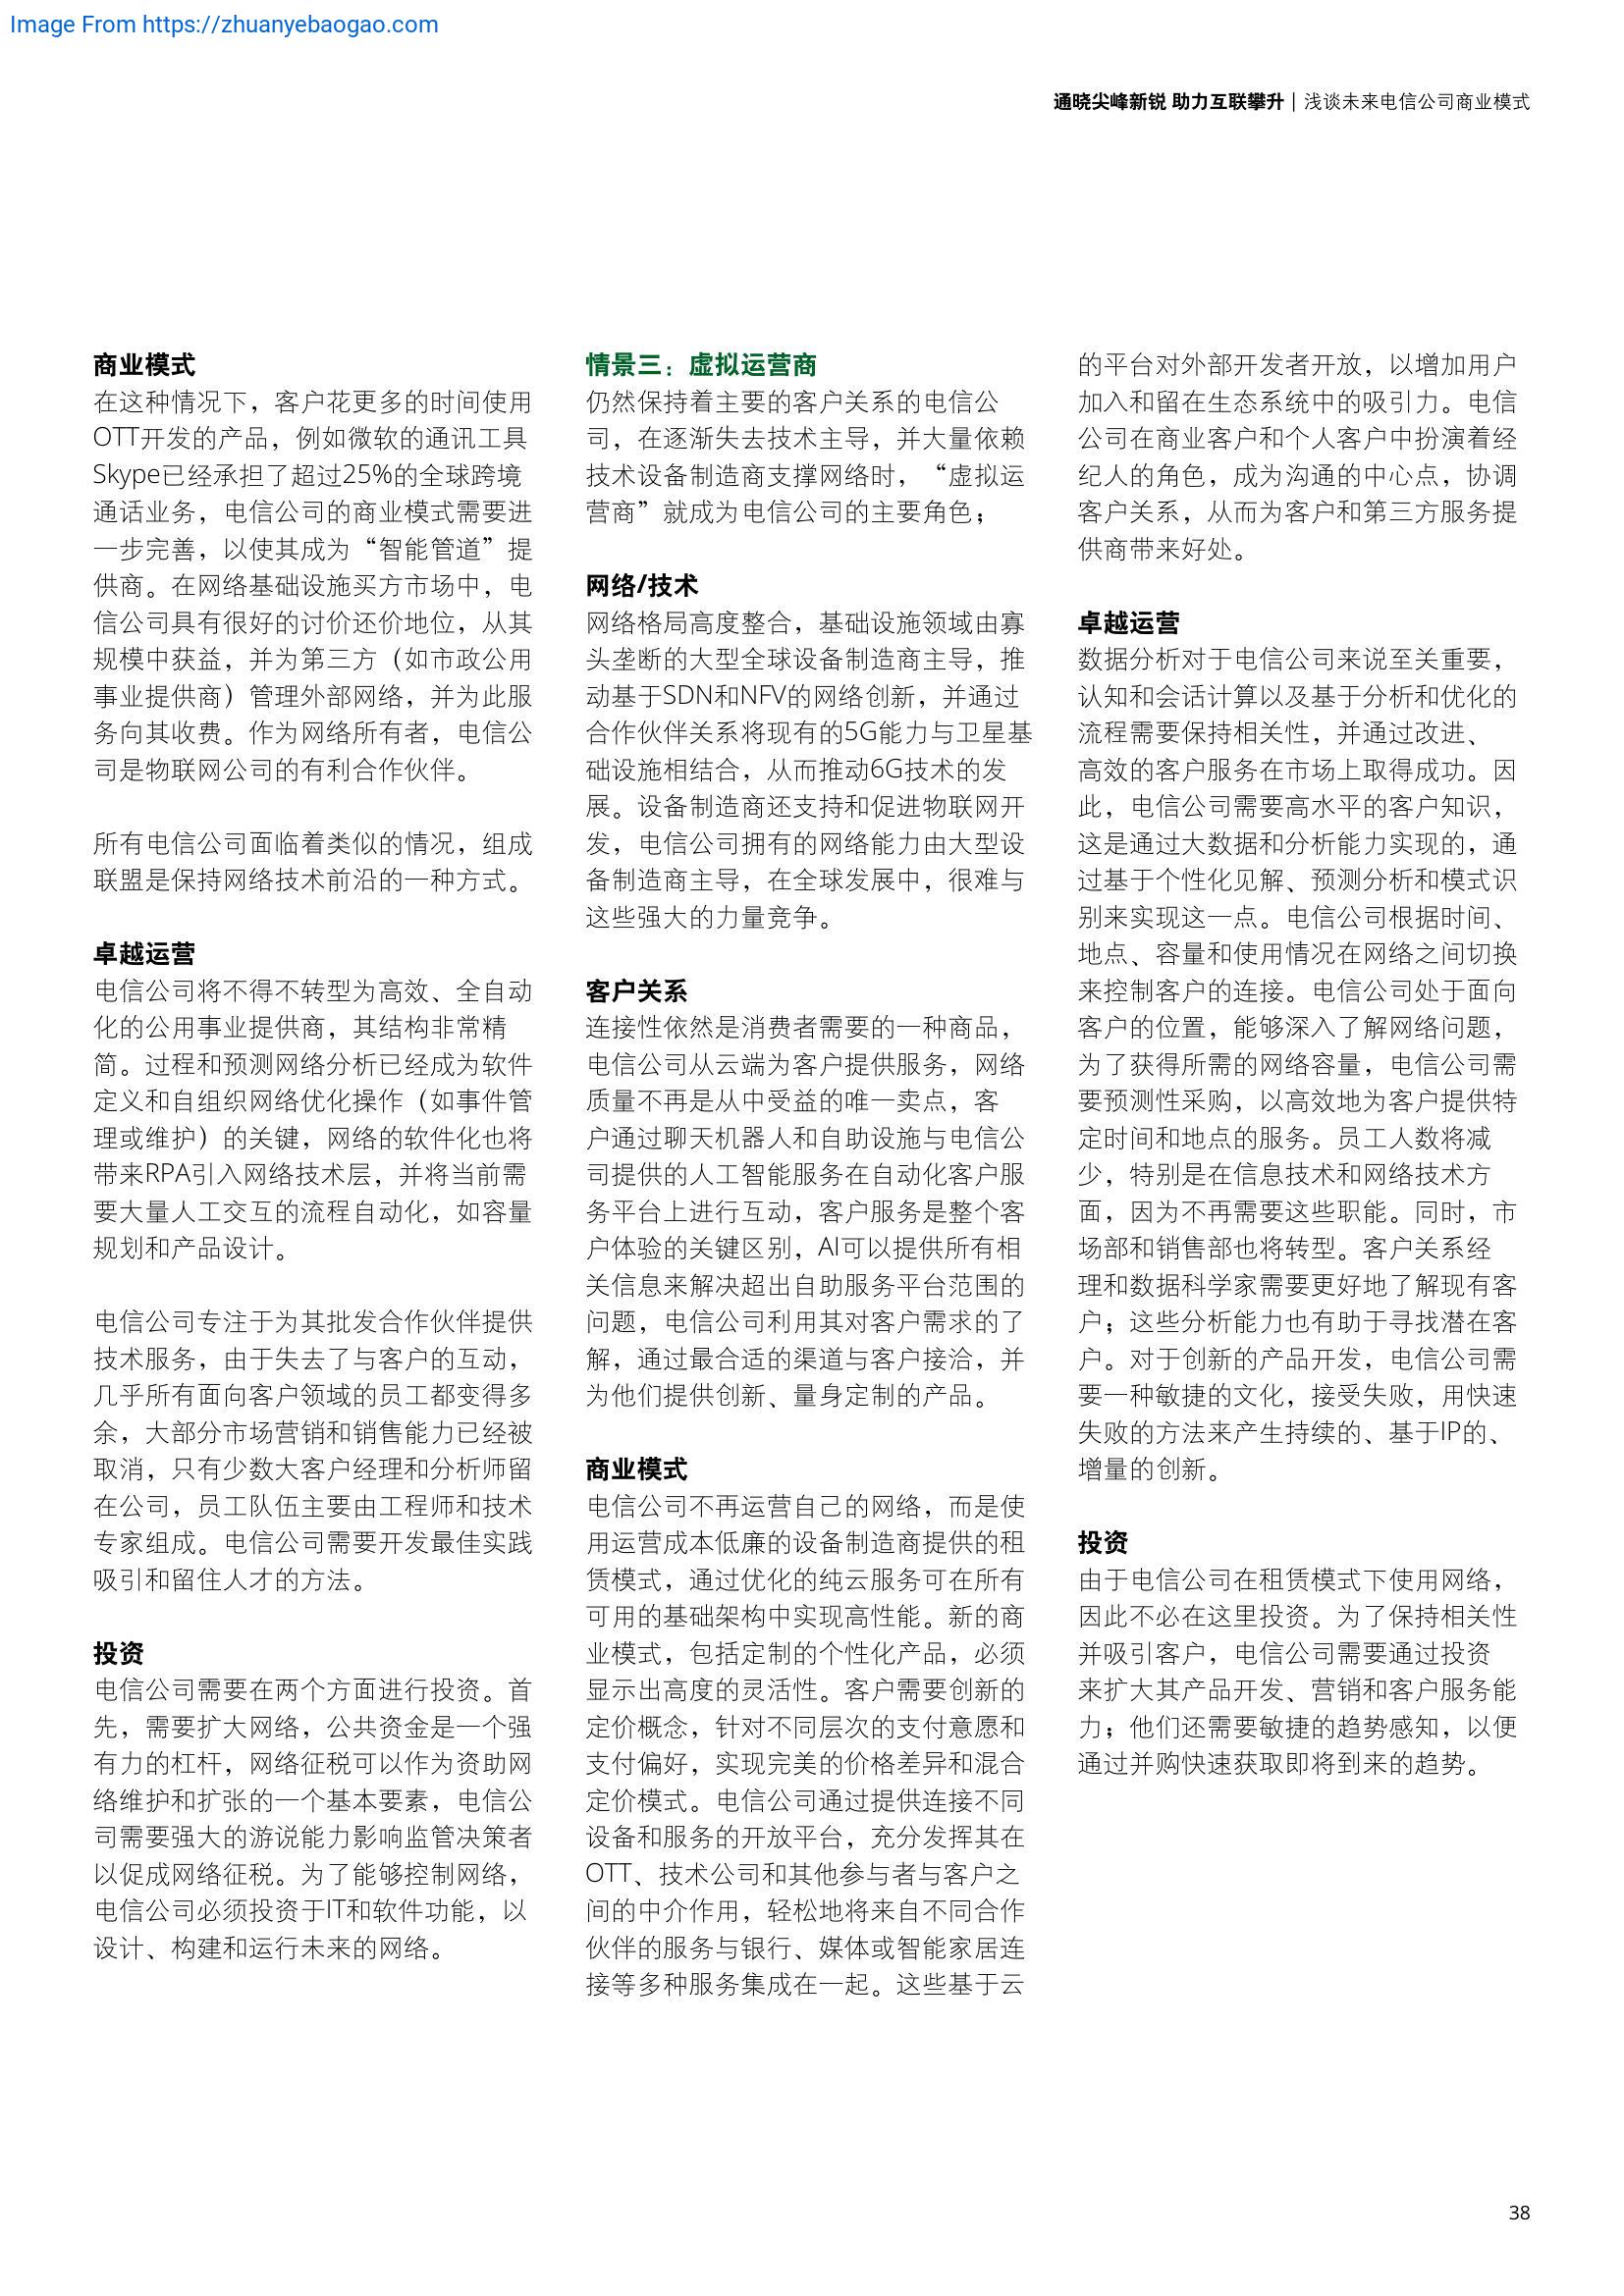 Image From https://zhuanyebaogao.com
通晓尖峰新锐 助力互联攀升 | 浅谈未来电信公司商业模式
商业模式
在这种情况下，客户花更多的时间使用
OTT开发的产品，例如微软的通讯工具
Skype已经承担了超过25%的全球跨境
通话业务，电信公司的商业模式需要进
一步完善，以使其成为“智能管道”提
供商。在网络基础设施买方市场中，电
信公司具有很好的讨价还价地位，从其
规模中获益，并为第三方（如市政公用
事业提供商）管理外部网络，并为此服
务向其收费。作为网络所有者，电信公
司是物联网公司的有利合作伙伴。
所有电信公司面临着类似的情况，组成
联盟是保持网络技术前沿的一种方式。
卓越运营
电信公司将不得不转型为高效、全自动
化的公用事业提供商，其结构非常精
简。过程和预测网络分析已经成为软件
定义和自组织网络优化操作（如事件管
理或维护）的关键，网络的软件化也将
带来RPA引入网络技术层，并将当前需
要大量人工交互的流程自动化，如容量
规划和产品设计。
电信公司专注于为其批发合作伙伴提供
技术服务，由于失去了与客户的互动，
几乎所有面向客户领域的员工都变得多
余，大部分市场营销和销售能力已经被
取消，只有少数大客户经理和分析师留
在公司，员工队伍主要由工程师和技术
专家组成。电信公司需要开发最佳实践
吸引和留住人才的方法。
投资
电信公司需要在两个方面进行投资。首
先，需要扩大网络，公共资金是一个强
有力的杠杆，网络征税可以作为资助网
络维护和扩张的一个基本要素，电信公
司需要强大的游说能力影响监管决策者
以促成网络征税。为了能够控制网络，
电信公司必须投资于IT和软件功能，以
设计、构建和运行未来的网络。
情景三：虚拟运营商
仍然保持着主要的客户关系的电信公
司，在逐渐失去技术主导，并大量依赖
技术设备制造商支撑网络时，“虚拟运
营商”就成为电信公司的主要角色；
网络/技术
网络格局高度整合，基础设施领域由寡
头垄断的大型全球设备制造商主导，推
动基于SDN和NFV的网络创新，并通过
合作伙伴关系将现有的5G能力与卫星基
础设施相结合，从而推动6G技术的发
展。设备制造商还支持和促进物联网开
发，电信公司拥有的网络能力由大型设
备制造商主导，在全球发展中，很难与
这些强大的力量竞争。
客户关系
连接性依然是消费者需要的一种商品，
电信公司从云端为客户提供服务，网络
质量不再是从中受益的唯一卖点，客
户通过聊天机器人和自助设施与电信公
司提供的人工智能服务在自动化客户服
务平台上进行互动，客户服务是整个客
户体验的关键区别，AI可以提供所有相
关信息来解决超出自助服务平台范围的
问题，电信公司利用其对客户需求的了
解，通过最合适的渠道与客户接洽，并
为他们提供创新、量身定制的产品。
商业模式
电信公司不再运营自己的网络，而是使
用运营成本低廉的设备制造商提供的租
赁模式，通过优化的纯云服务可在所有
可用的基础架构中实现高性能。新的商
业模式，包括定制的个性化产品，必须
显示出高度的灵活性。客户需要创新的
定价概念，针对不同层次的支付意愿和
支付偏好，实现完美的价格差异和混合
定价模式。电信公司通过提供连接不同
设备和服务的开放平台，充分发挥其在
OTT、技术公司和其他参与者与客户之
间的中介作用，轻松地将来自不同合作
伙伴的服务与银行、媒体或智能家居连
接等多种服务集成在一起。这些基于云
的平台对外部开发者开放，以增加用户
加入和留在生态系统中的吸引力。电信
公司在商业客户和个人客户中扮演着经
纪人的角色，成为沟通的中心点，协调
客户关系，从而为客户和第三方服务提
供商带来好处。
卓越运营
数据分析对于电信公司来说至关重要，
认知和会话计算以及基于分析和优化的
流程需要保持相关性，并通过改进、
高效的客户服务在市场上取得成功。因
此，电信公司需要高水平的客户知识，
这是通过大数据和分析能力实现的，通
过基于个性化见解、预测分析和模式识
别来实现这一点。电信公司根据时间、
地点、容量和使用情况在网络之间切换
来控制客户的连接。电信公司处于面向
客户的位置，能够深入了解网络问题，
为了获得所需的网络容量，电信公司需
要预测性采购，以高效地为客户提供特
定时间和地点的服务。员工人数将减
少，特别是在信息技术和网络技术方
面，因为不再需要这些职能。同时，市
场部和销售部也将转型。客户关系经
理和数据科学家需要更好地了解现有客
户；这些分析能力也有助于寻找潜在客
户。对于创新的产品开发，电信公司需
要一种敏捷的文化，接受失败，用快速
失败的方法来产生持续的、基于IP的、
增量的创新。
投资
由于电信公司在租赁模式下使用网络，
因此不必在这里投资。为了保持相关性
并吸引客户，电信公司需要通过投资
来扩大其产品开发、营销和客户服务能
力；他们还需要敏捷的趋势感知，以便
通过并购快速获取即将到来的趋势。
38